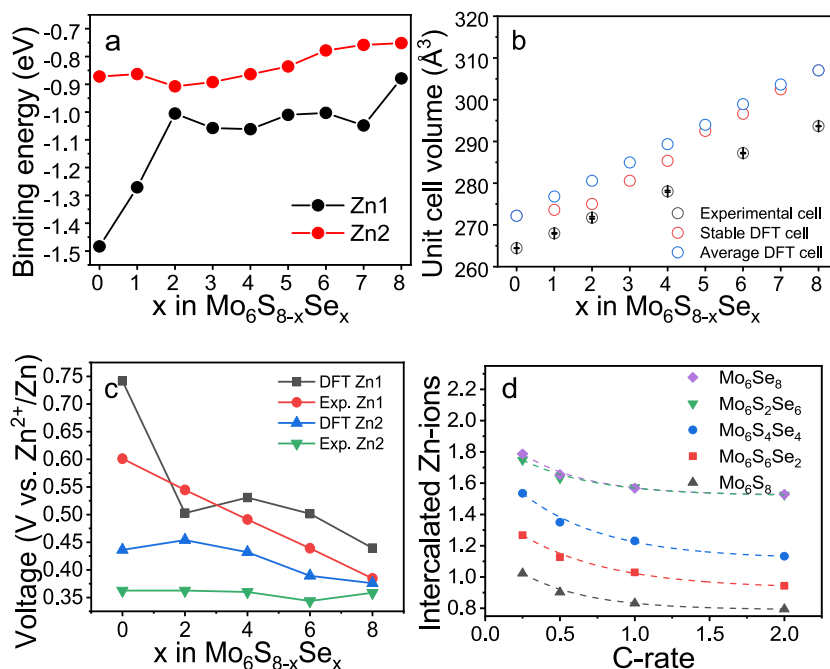 a
Binding energy (eV)
-0.7
-0.8
-0.9
-1.0
-1.1
-1.2
-1.3
-1.4
-1.5
Zn1
Zn2
0 1 2 3 4 5 6 7 8
x in Mo₆S₈₋ₓSeₓ
b
Unit cell volume (Å³)
310
300
290
280
270
260
Experimental cell
Stable DFT cell
Average DFT cell
0 1 2 3 4 5 6 7 8
x in Mo₆S₈₋ₓSeₓ
c
Voltage (V vs. Zn²⁺/Zn)
0.75
0.70
0.65
0.60
0.55
0.50
0.45
0.40
0.35
DFT Zn1
Exp. Zn1
DFT Zn2
Exp. Zn2
0 2 4 6 8
x in Mo₆S₈₋ₓSeₓ
d
Intercalated Zn-ions
2.2
2.0
1.8
1.6
1.4
1.2
1.0
0.8
Mo₆Se₈
Mo₆S₂Se₆
Mo₆S₄Se₄
Mo₆S₆Se₂
Mo₆S₈
0.0 0.5 1.0 1.5 2.0
C-rate